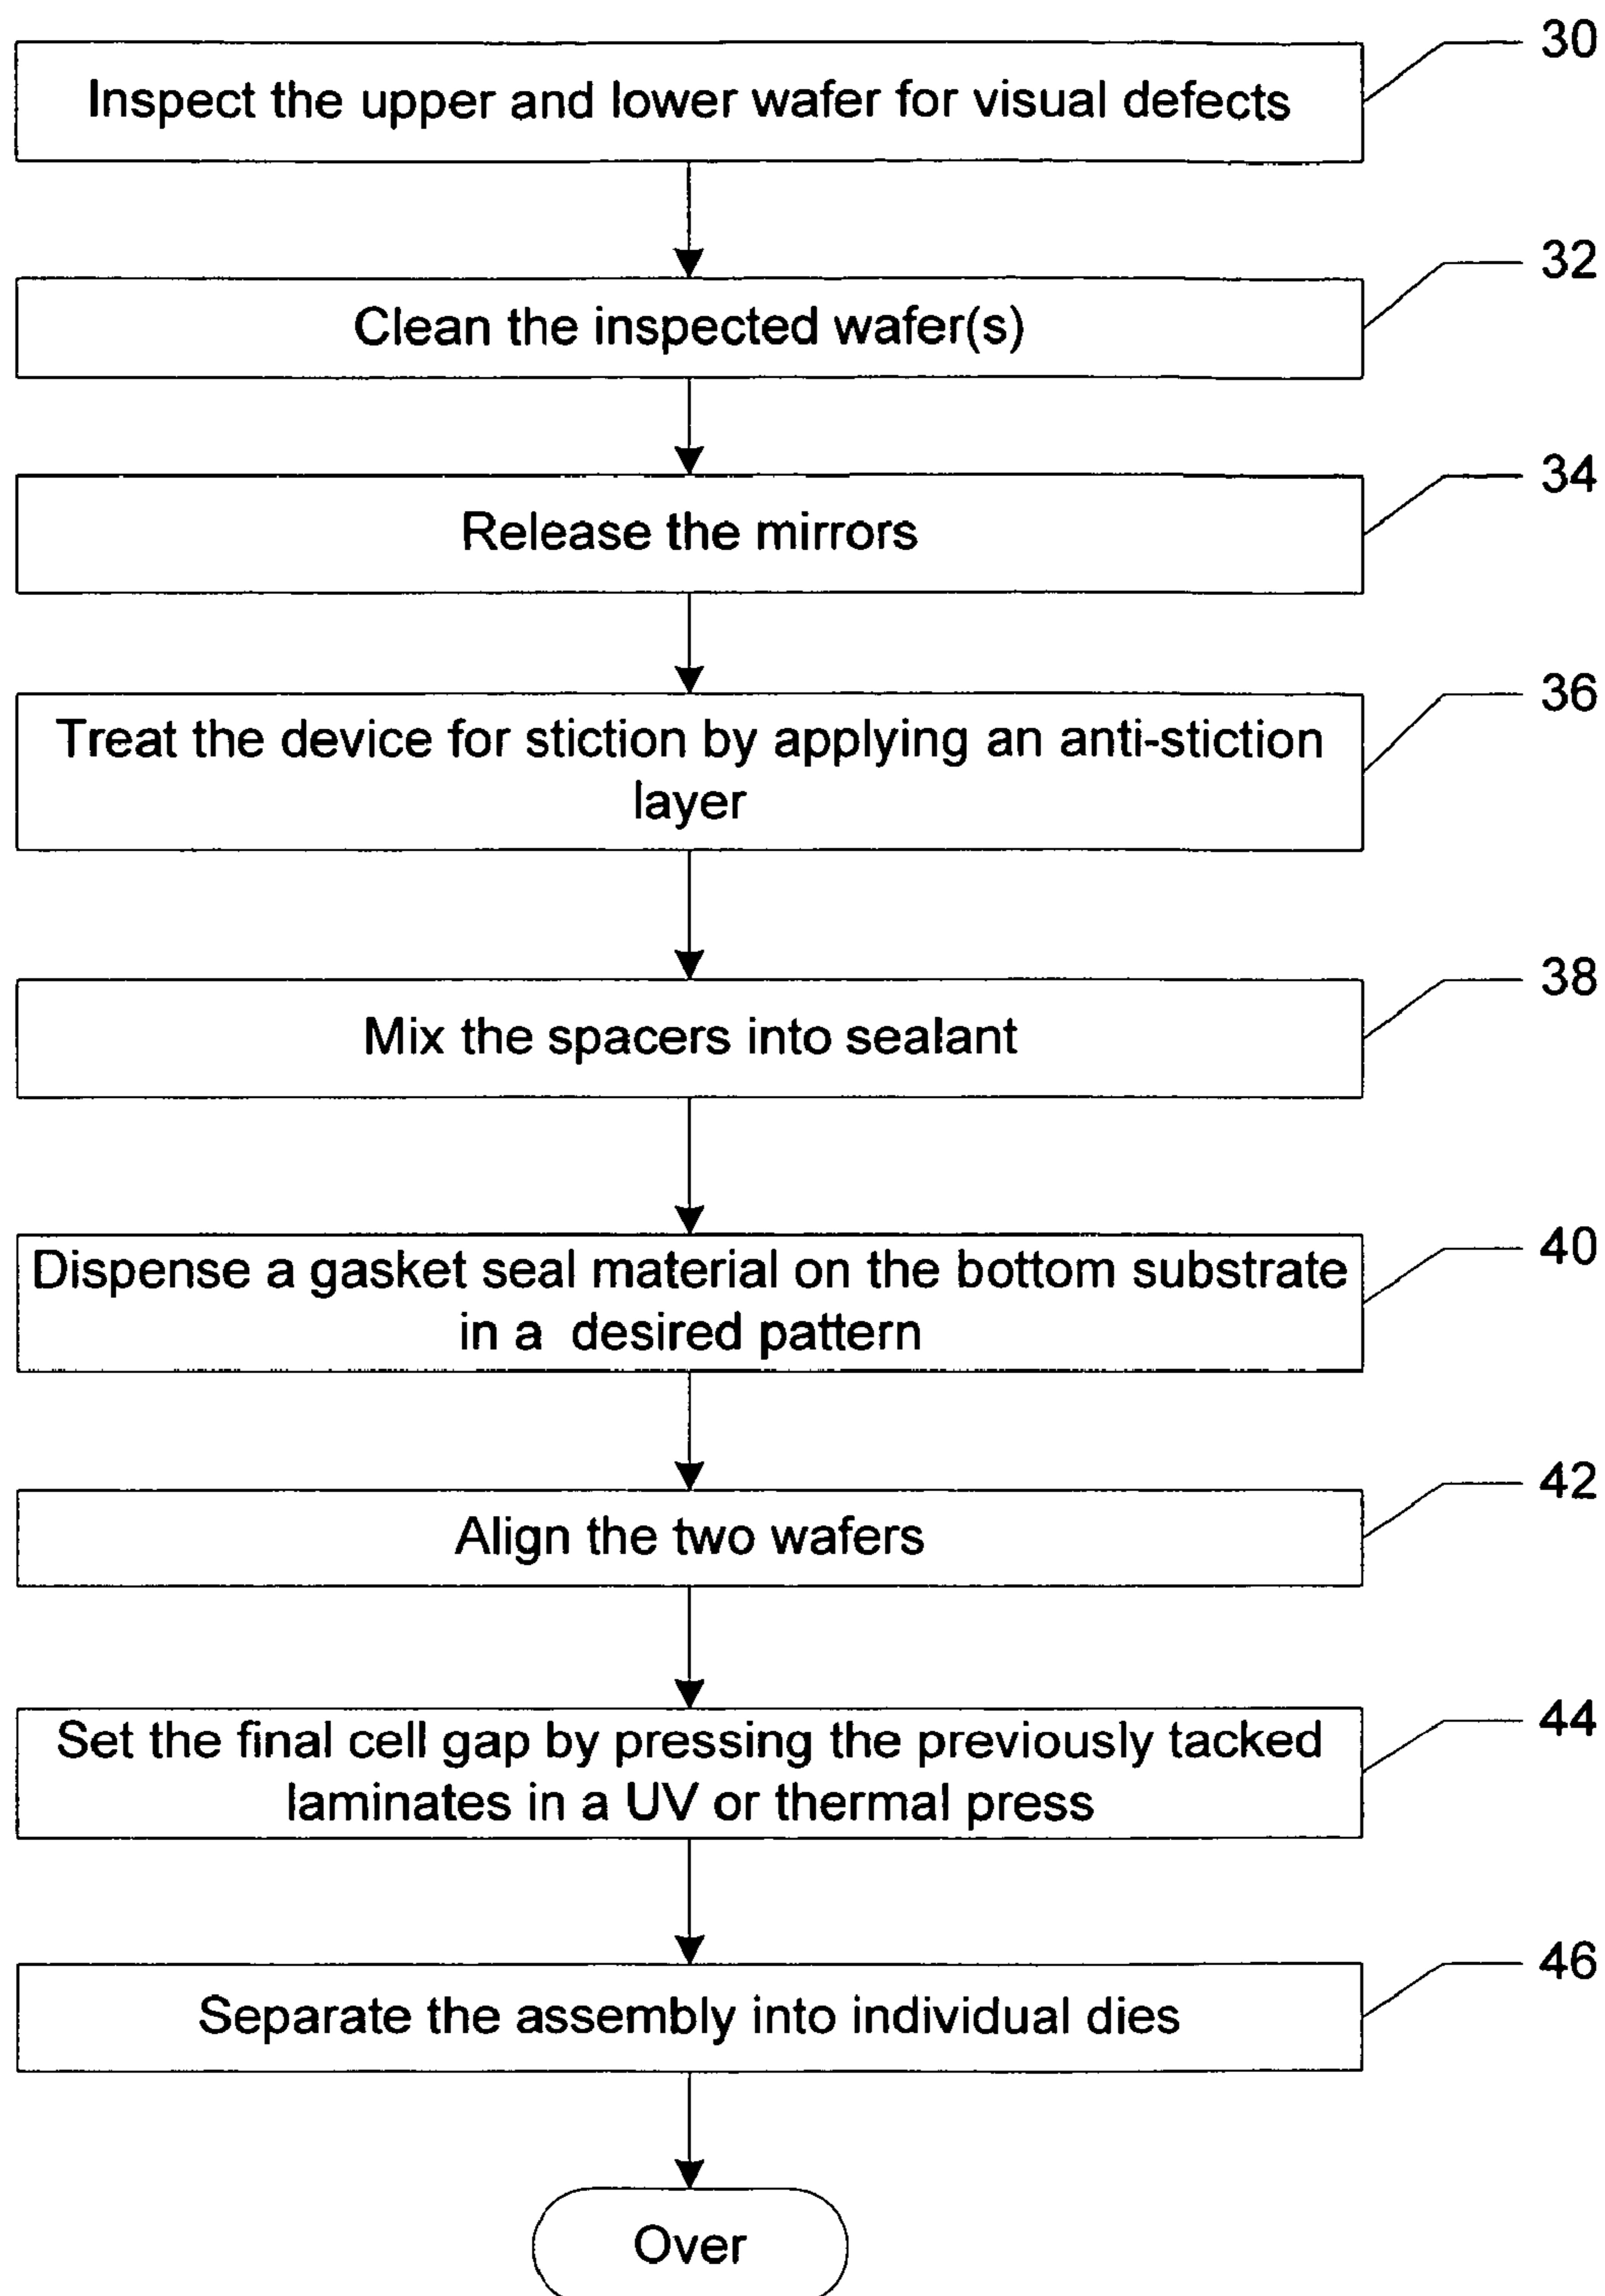 30
Inspect the upper and lower wafer for visual defects
32
Clean the inspected wafer(s)
34
Release the mirrors
36
Treat the device for stiction by applying an anti-stiction
layer
38
Mix the spacers into sealant
40
Dispense a gasket seal material on the bottom substrate
in a desired pattern
42
Align the two wafers
44
Set the final cell gap by pressing the previously tacked
laminates in a UV or thermal press
46
Separate the assembly into individual dies
Over